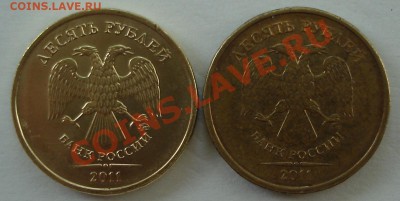 COINS.LAVE.RU
ДЕСЯТЬ РУБЛЕЙ
БАНК РОССИИ
2011
ДЕСЯТЬ РУБЛЕЙ
БАНК РОССИИ
2011
COINS.LAVE.RU